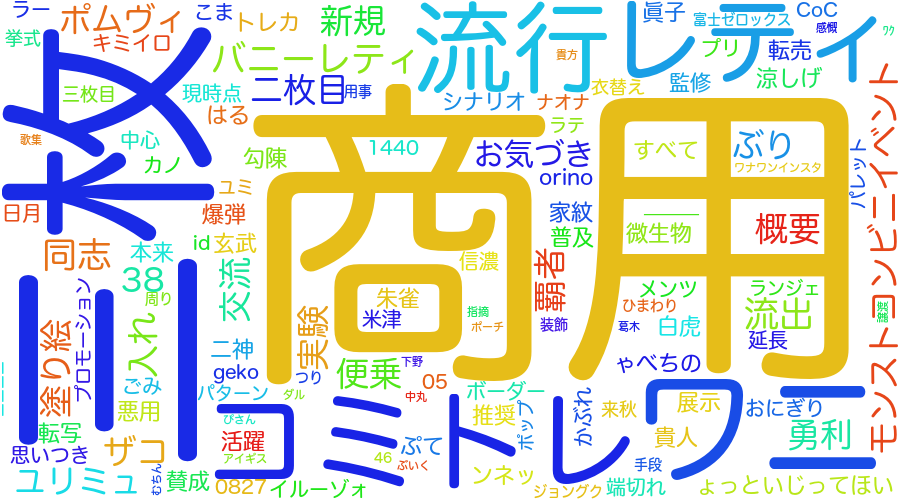 ラー
ポムヴィ
こま
トレカ
新規
流行
レティ
眞子
CoC
富士ゼロックス
感慨
ワク
挙式
キミイロ
バニーレティ
貴方
プリ
転売
枚
三枚目
現時点
二枚目
用事
衣替え
監修
涼しげ
シナリオ
ナオナ
はる
歌集
中心
カノ
勾陳
1440
お気づき
ラテ
すべて
ぶり
ワナワンインスタ
パレット
コンビニイベント
商用
ユミ
orino
日月
爆弾
家紋
概要
同志
本来
id
玄武
普及
微生物
信濃
覇者
38
周り
交流
朱雀
メンツ
ランジェ
ひまわり
流出
譲渡
プロモーション
入れ
実験
米津
指摘
ポーチ
装飾
葛木
白虎
延長
塗り絵
二神
モンスト
ごみ
geko
つり
便乗
下野
ゃべちの
パターン
ダル
05
中丸
ボーダー
かぶれ
おにぎり
悪用
コミトレワニ
ぴさん
推奨
ポップ
来秋
展示
転写
ザコ
活躍
ぷて
貴人
勇利
思いつき
アイギス
46
ぶいく
手段
ユリミュ
むちん
賛成
0827
イルーゾォ
ンネッ
ジョングク
端切れ
ょっといじってほい